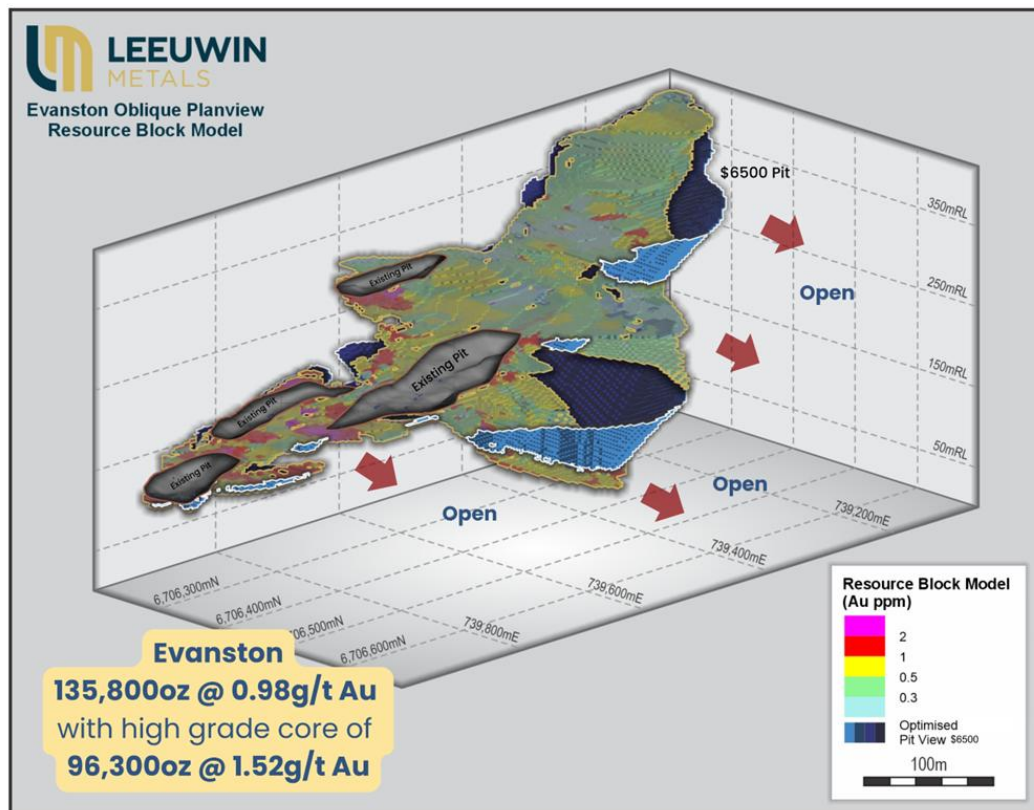 LEEUWIN
METALS
Evanston Oblique Planview
Resource Block Model
$6500 Pit
350mRL
250mRL
150mRL
50mRL
Open
Open
Open
Existing Pit
Existing Pit
Existing Pit
Existing Pit
739,200mE
739,400mE
739,600mE
739,800mE
6,706,300mN
6,706,400mN
6,706,600mN
Evanston
135,800oz @ 0.98g/t Au
with high grade core of
96,300oz @ 1.52g/t Au
Resource Block Model
(Au ppm)
2
1
0.5
0.3
Optimised
Pit View $6500
100m